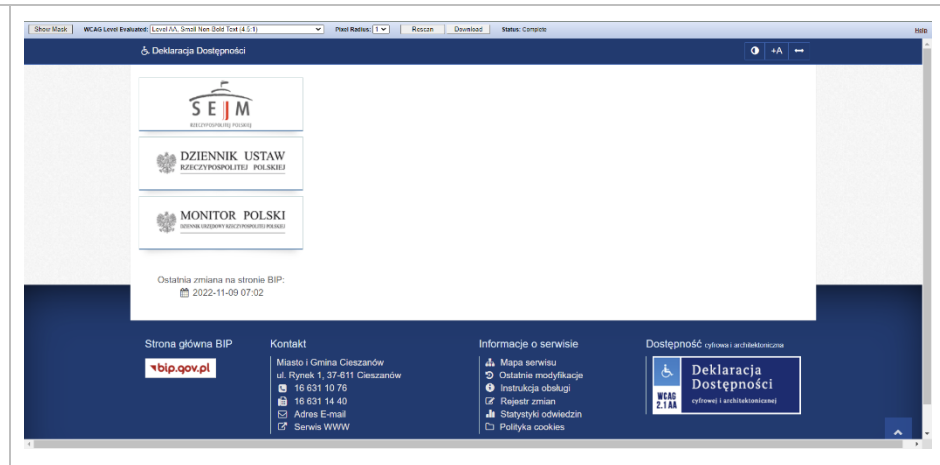 Show Mask WCAG Level Evaluated: Level AA, Small Non Bold Text (4.5:1) Pixel Radius: 1 Rescan Download Status: Complete Help
Deklaracja Dostępności +A
SEJM
RZECZYPOSPOLITEJ POLSKIEJ
DZIENNIK USTAW
RZECZYPOSPOLITEJ POLSKIEJ
MONITOR POLSKI
DZIENNIK URZĘDOWY RZECZYPOSPOLITEJ POLSKIEJ
Ostatnia zmiana na stronie BIP:
2022-11-09 07:02
Strona główna BIP
bip.gov.pl
Kontakt
Miasto i Gmina Cieszanów
ul. Rynek 1, 37-611 Cieszanów
16 631 10 76
16 631 14 40
Adres E-mail
Serwis WWW
Informacje o serwisie
Mapa serwisu
Ostatnie modyfikacje
Instrukcja obsługi
Rejestr zmian
Statystyki odwiedzin
Polityka cookies
Dostępność cyfrowa i architektoniczna
WCAG
2.1 AA
Deklaracja
Dostępności
cyfrowej i architektonicznej